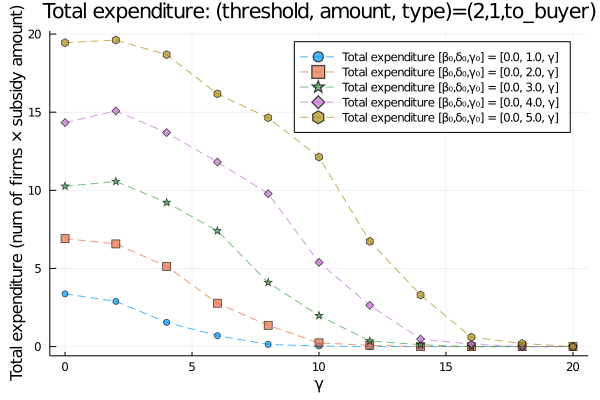 Total expenditure: (threshold, amount, type)=(2,1,to_buyer)
Total expenditure (num of firms × subsidy amount)
20
15
10
5
0
Total expenditure [β₀,δ₀,γ₀] = [0.0, 1.0, γ]
Total expenditure [β₀,δ₀,γ₀] = [0.0, 2.0, γ]
Total expenditure [β₀,δ₀,γ₀] = [0.0, 3.0, γ]
Total expenditure [β₀,δ₀,γ₀] = [0.0, 4.0, γ]
Total expenditure [β₀,δ₀,γ₀] = [0.0, 5.0, γ]
0 5 10 15 20
γ